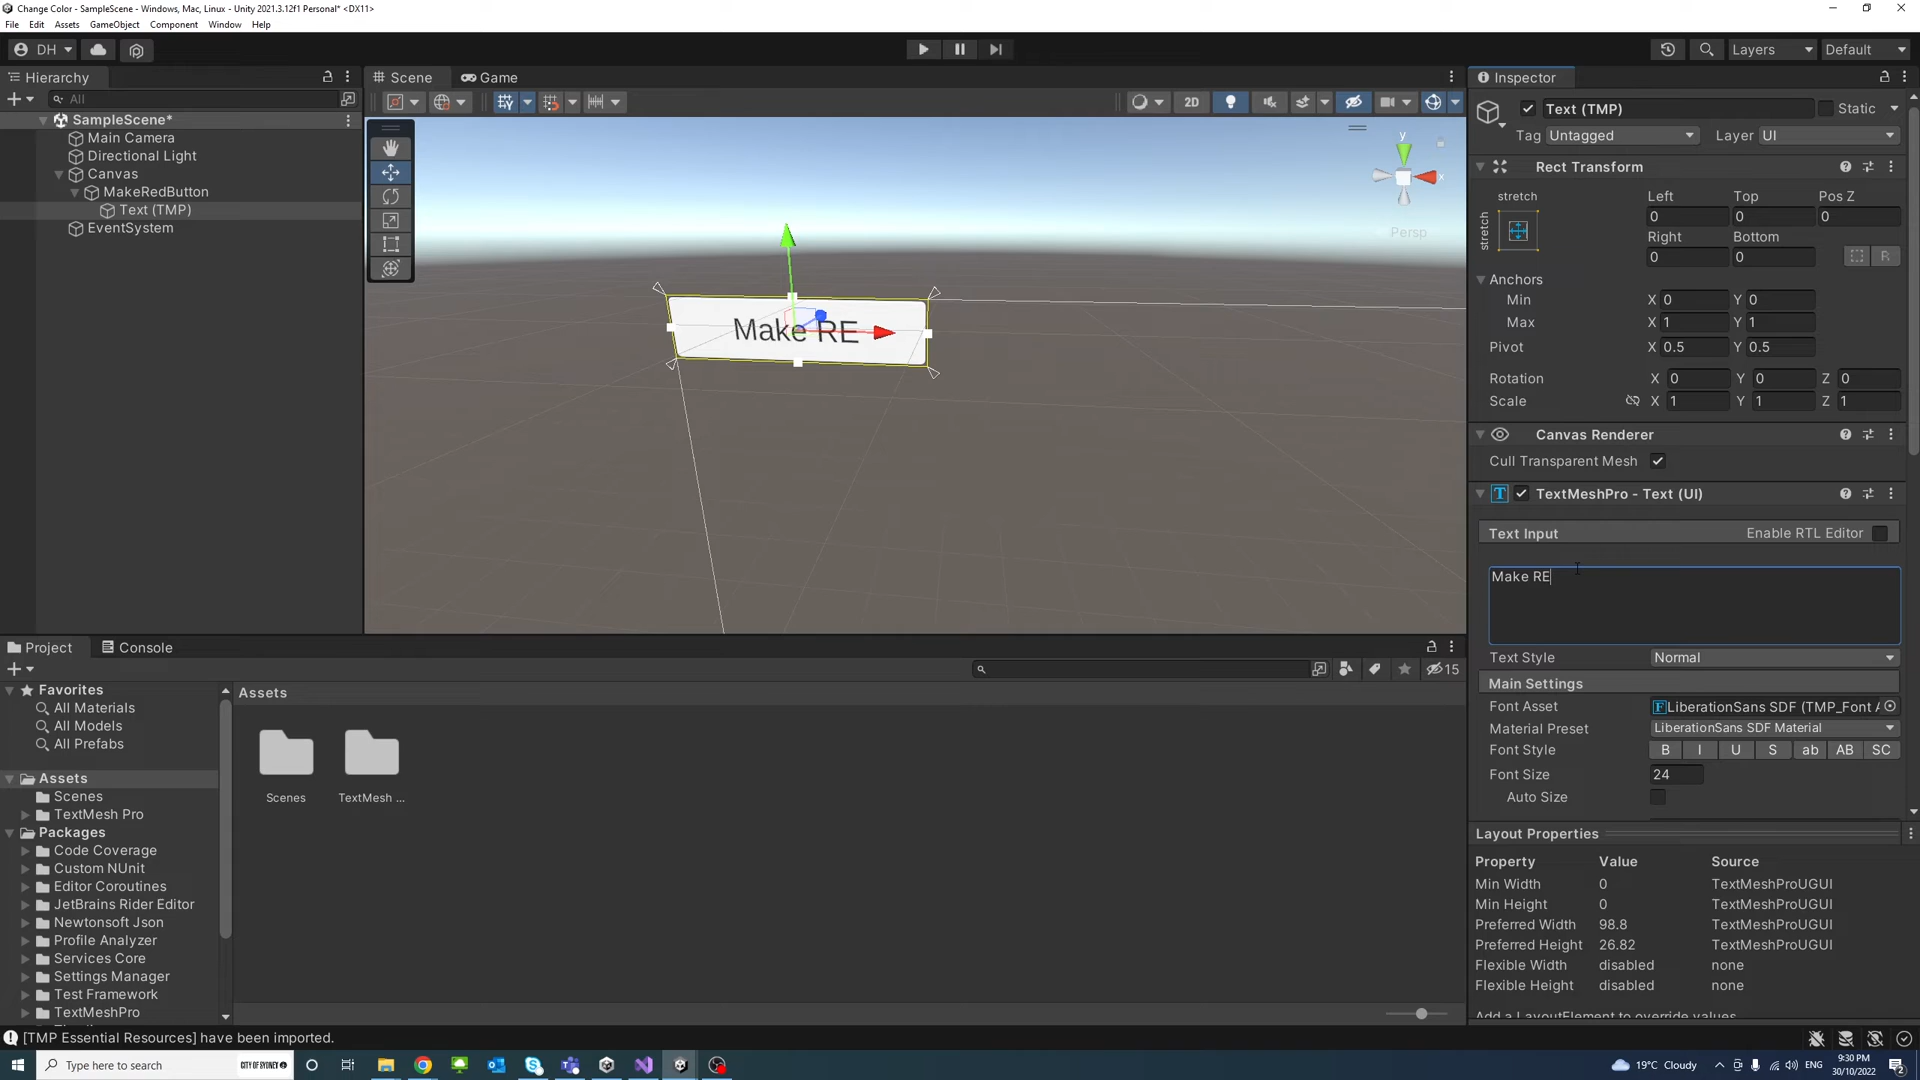 Change Color - SampleScene - Windows, Mac, Linux - Unity 2021.3.12f1 Personal* <DX11>
File Edit Assets GameObject Component Window Help
DH Layers Default
Hierarchy
All
SampleScene*
Main Camera
Directional Light
Canvas
MakeRedButton
Text (TMP)
EventSystem
Scene Game
2D
y
x
Persp
Make RE
Inspector
Text (TMP) Static
Tag Untagged Layer UI
Rect Transform
stretch Left Top Pos Z
stretch 0 0 0
Right Bottom
0 0 R
Anchors
Min X 0 Y 0
Max X 1 Y 1
Pivot X 0.5 Y 0.5
Rotation X 0 Y 0 Z 0
Scale X 1 Y 1 Z 1
Canvas Renderer
Cull Transparent Mesh
TextMeshPro - Text (UI)
Text Input Enable RTL Editor
Make RE
Text Style Normal
Main Settings
Font Asset F LiberationSans SDF (TMP_Font A
Material Preset LiberationSans SDF Material
Font Style B I U S ab AB SC
Font Size 24
Auto Size
Layout Properties
Property Value Source
Min Width 0 TextMeshProUGUI
Min Height 0 TextMeshProUGUI
Preferred Width 98.8 TextMeshProUGUI
Preferred Height 26.82 TextMeshProUGUI
Flexible Width disabled none
Flexible Height disabled none
Add a LayoutElement to override values
Project Console
15
Favorites
All Materials
All Models
All Prefabs
Assets
Scenes
TextMesh Pro
Packages
Code Coverage
Custom NUnit
Editor Coroutines
JetBrains Rider Editor
Newtonsoft Json
Profile Analyzer
Services Core
Settings Manager
Test Framework
TextMeshPro
Assets
Scenes TextMesh ...
[TMP Essential Resources] have been imported.
Type here to search CITY OF SYDNEY
19°C Cloudy ENG 9:30 PM
30/10/2022 2